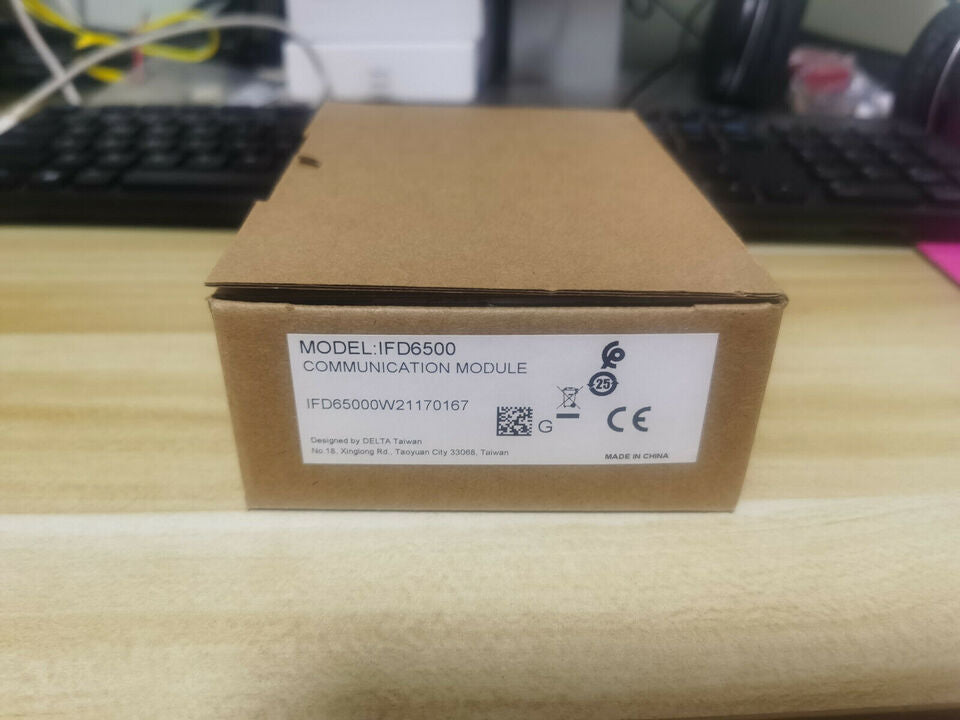 MODEL:IFD6500
COMMUNICATION MODULE
IFD65000W21170167
25
G
CE
Designed by DELTA Taiwan
No.18, Xinglong Rd., Taoyuan City 33068, Taiwan
MADE IN CHINA